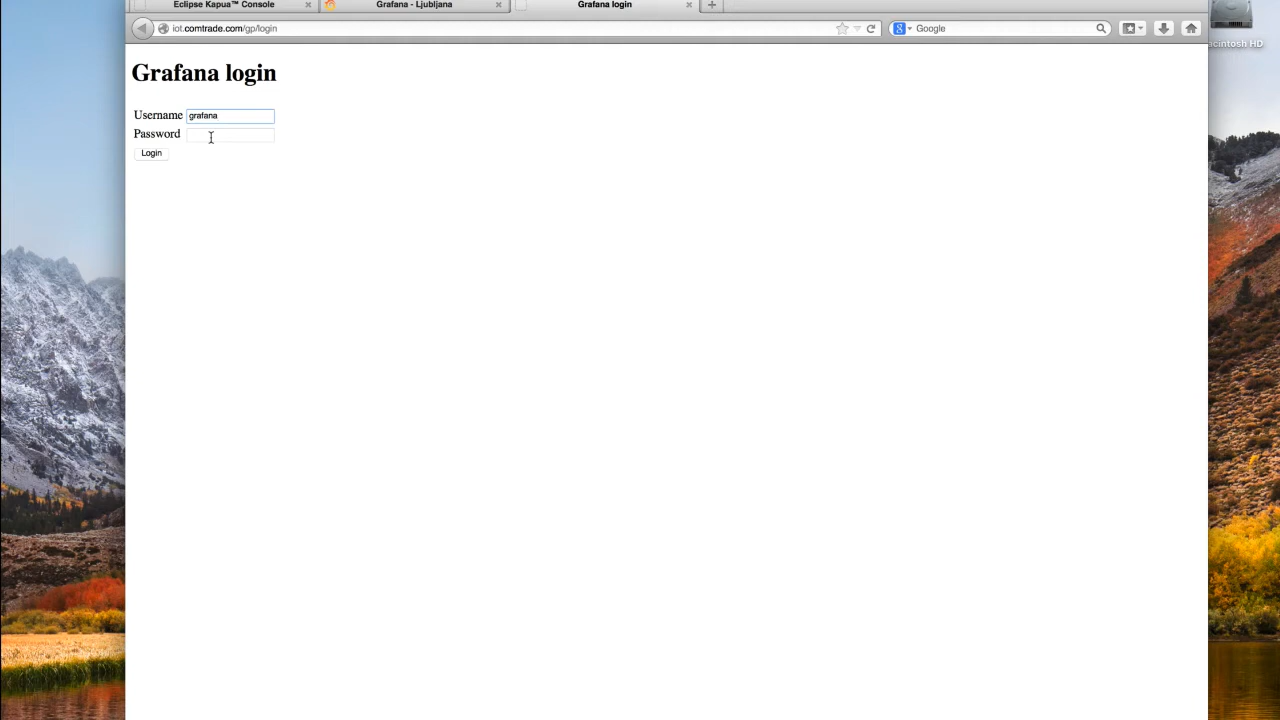 Eclipse Kapua™ Console
Grafana - Ljubljana
Grafana login
iot.comtrade.com/gp/login
Google
acintosh HD
Grafana login
Username grafana
Password
Login